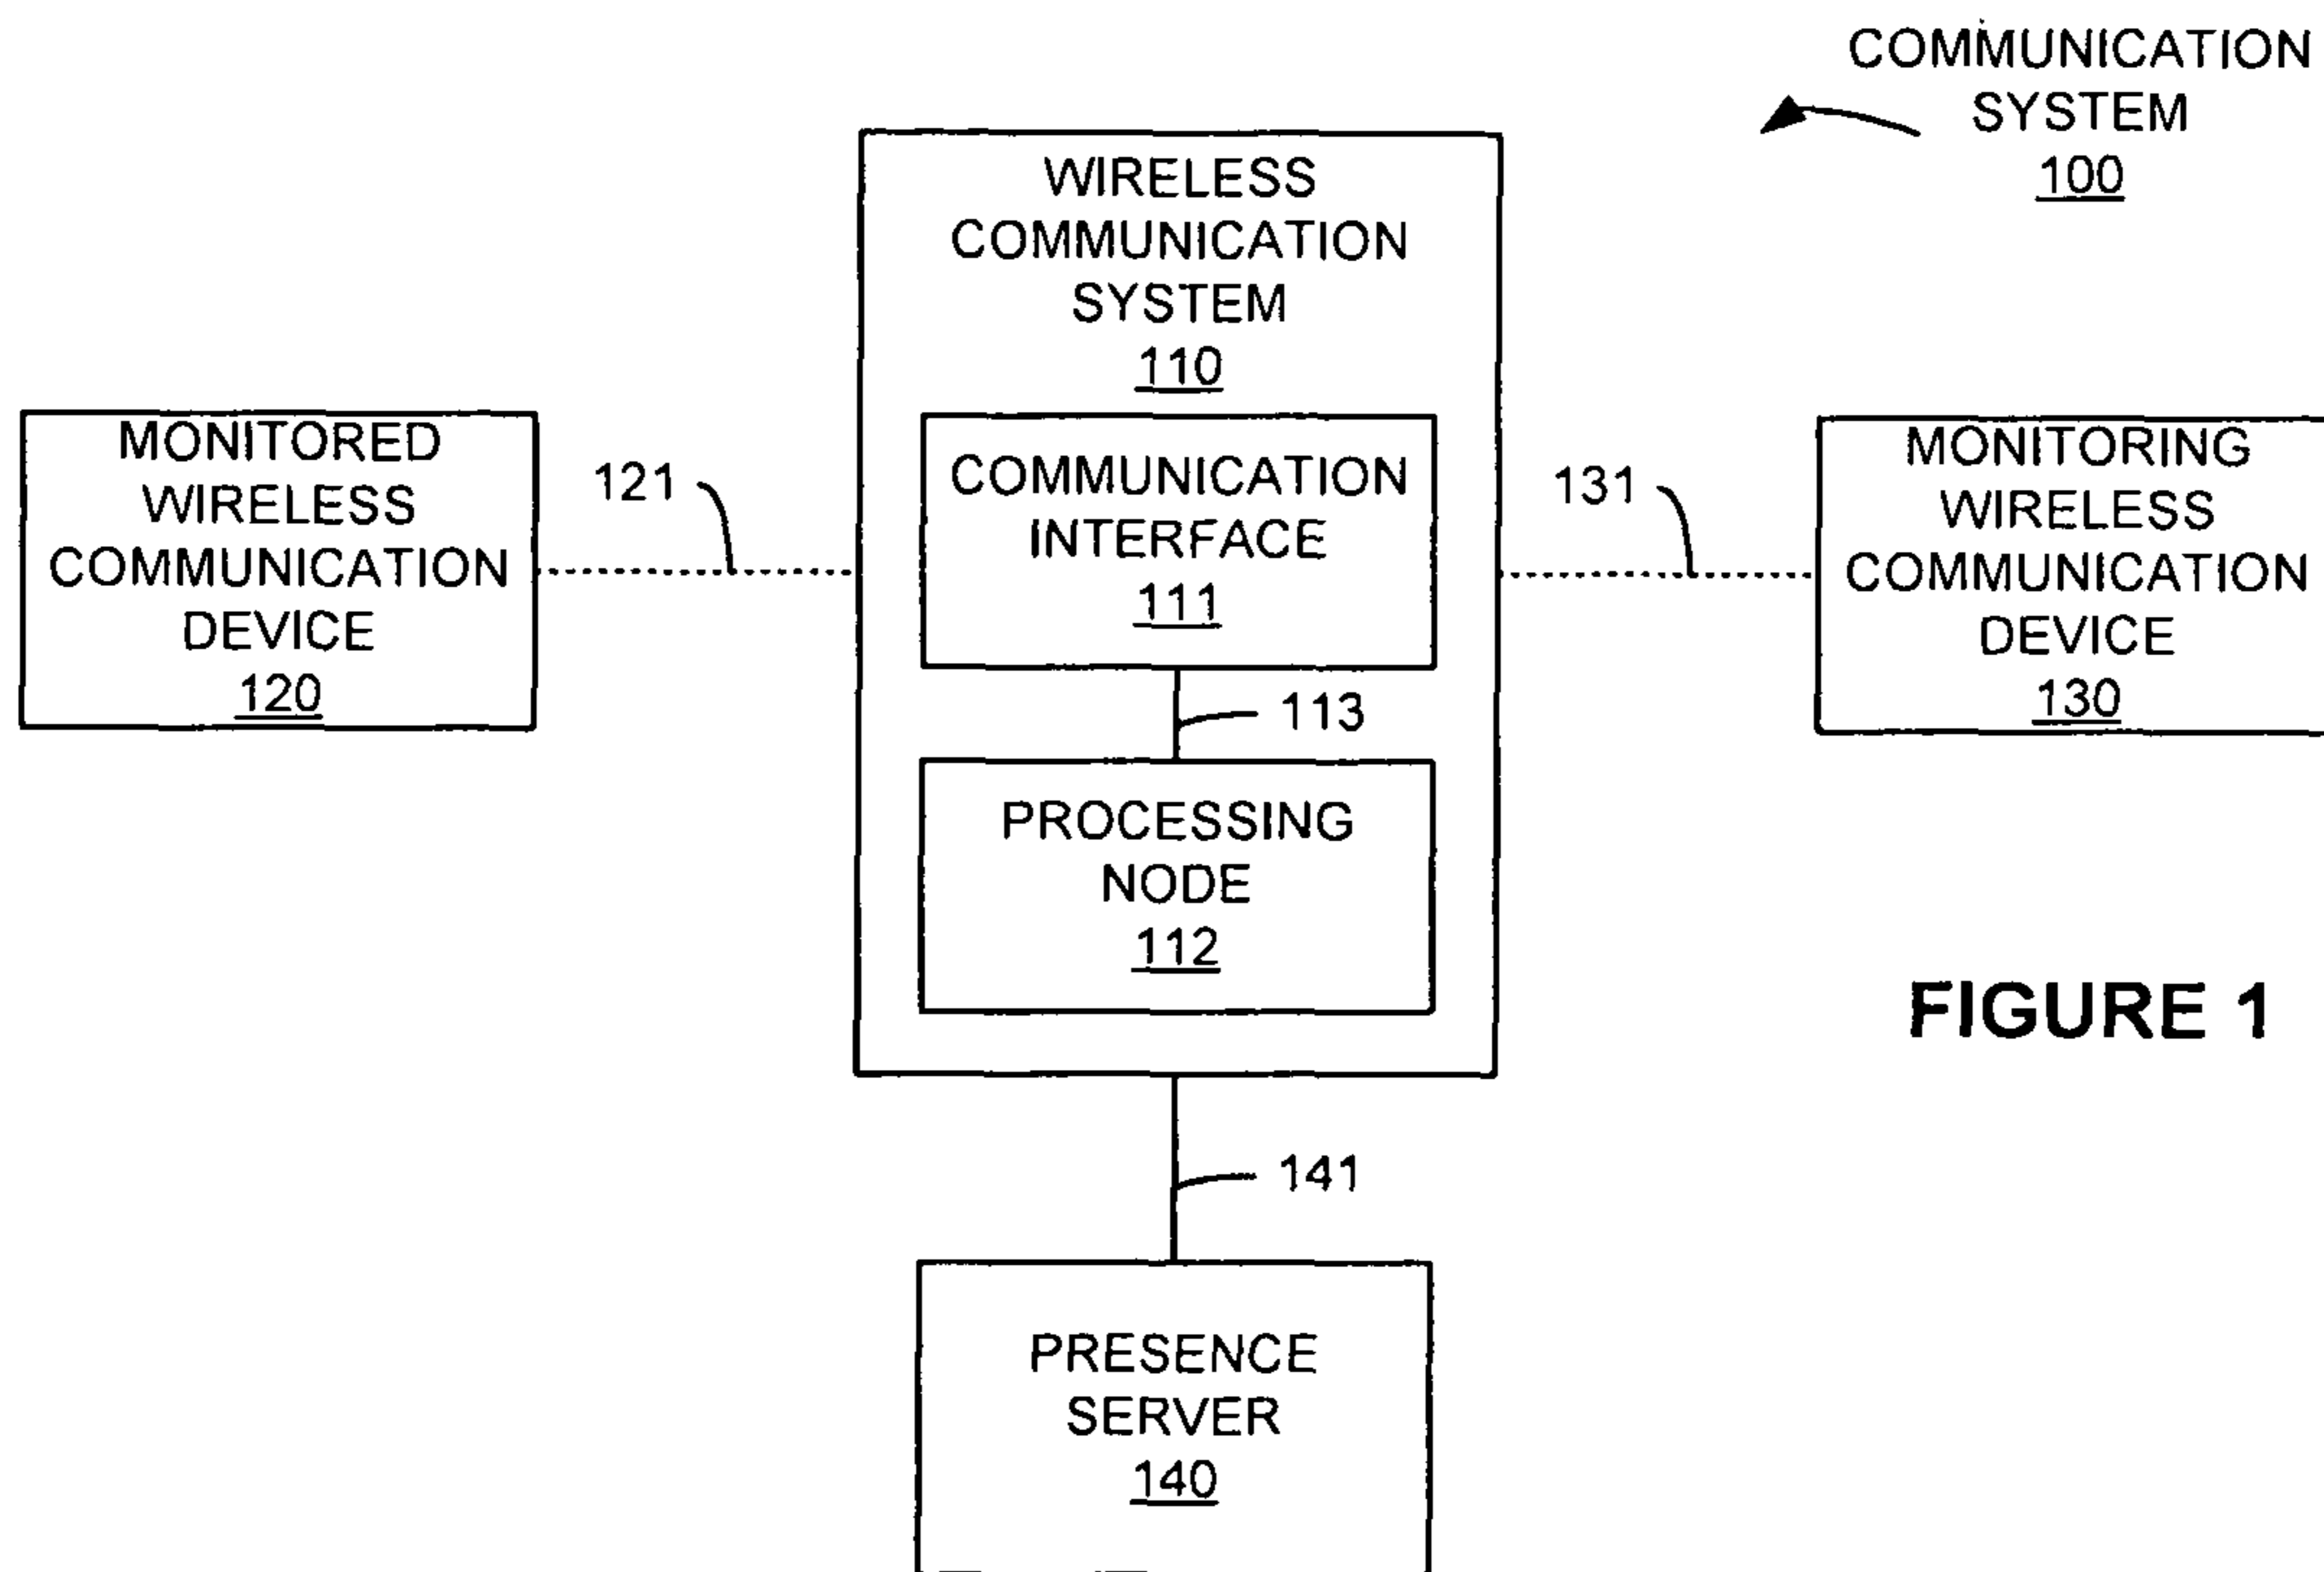 COMMUNICATION
SYSTEM
100
WIRELESS
COMMUNICATION
SYSTEM
110
MONITORED
WIRELESS
COMMUNICATION
DEVICE
120
121
COMMUNICATION
INTERFACE
111
131
MONITORING
WIRELESS
COMMUNICATION
DEVICE
130
113
PROCESSING
NODE
112
FIGURE 1
141
PRESENCE
SERVER
140